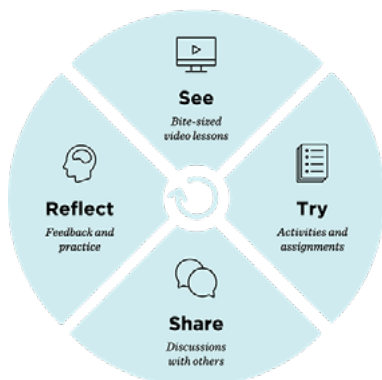 See
Bite-sized
video lessons
Try
Activities and
assignments
Share
Discussions
with others
Reflect
Feedback and
practice